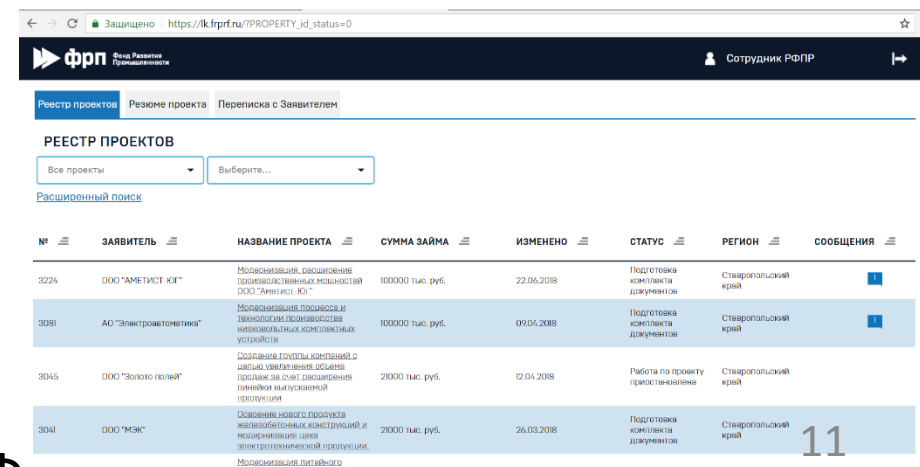 Защищено https://lk.frprf.ru/?PROPERTY_id_status=0
фрп Фонд Развития Промышленности
Сотрудник РФПР
Реестр проектов Резюме проекта Переписка с Заявителем
РЕЕСТР ПРОЕКТОВ
Все проекты Выберите...
Расширенный поиск
№ ЗАЯВИТЕЛЬ НАЗВАНИЕ ПРОЕКТА СУММА ЗАЙМА ИЗМЕНЕНО СТАТУС РЕГИОН СООБЩЕНИЯ
3224 ООО "АМЕТИСТ-ЮГ" Модернизация, расширение производственных мощностей ООО "Аметист-Юг" 100000 тыс. руб. 22.06.2018 Подготовка комплекта документов Ставропольский край 1
3081 АО "Электроавтоматика" Модернизация процесса и технологии производства низковольтных комплектных устройств 100000 тыс. руб. 09.04.2018 Подготовка комплекта документов Ставропольский край 1
3045 ООО "Золото полей" Создание группы компаний с целью увеличения объема продаж за счет расширения линейки выпускаемой продукции 21000 тыс. руб. 12.04.2018 Работа по проекту приостановлена Ставропольский край
3041 ООО "МЭК" Освоение нового продукта железобетонных конструкций и модернизация цеха электротехнической продукции. 21000 тыс. руб. 26.03.2018 Подготовка комплекта документов Ставропольский край
11
Модернизация литейного